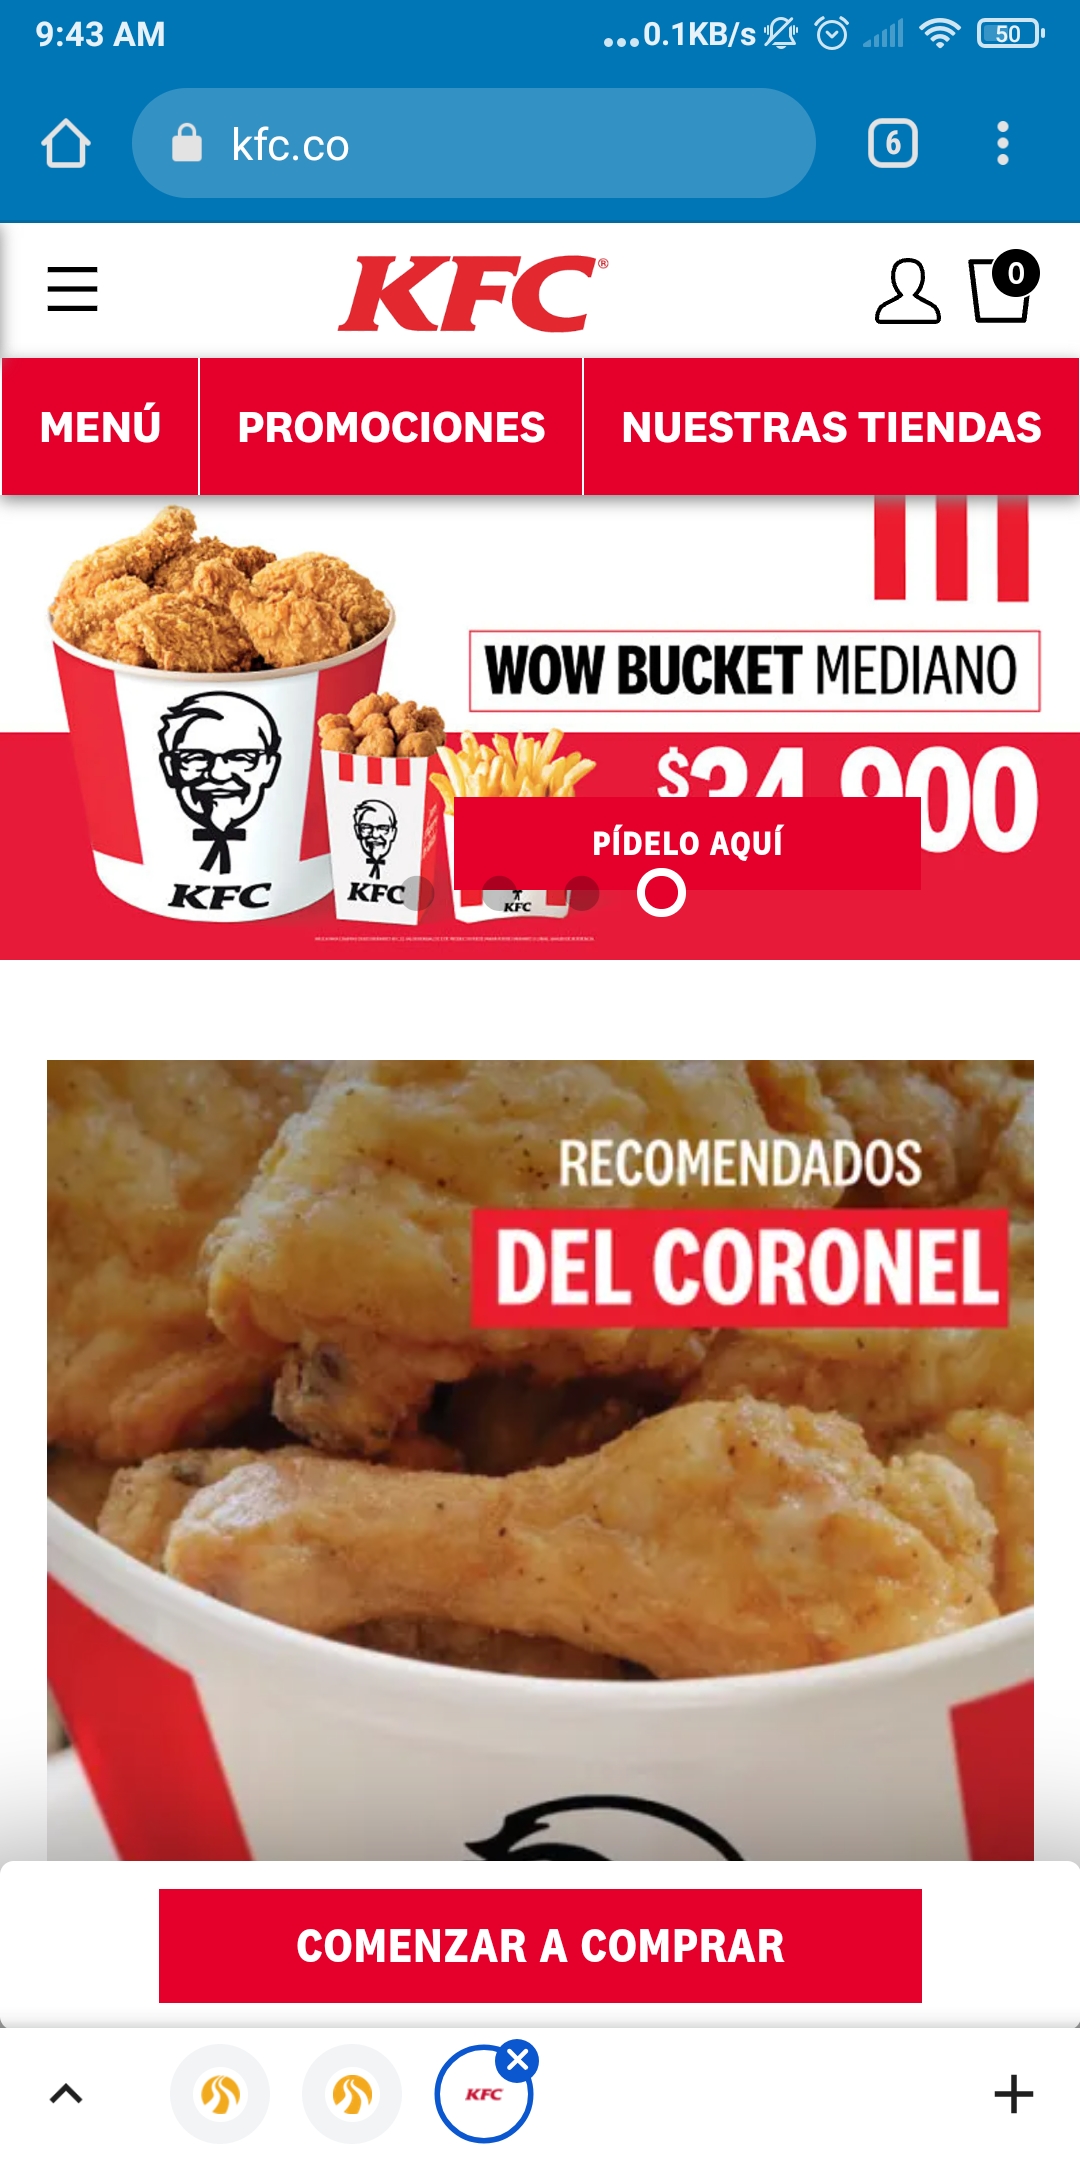 9:43 AM
...0.1KB/s
50
kfc.co
6
KFC®
0
MENÚ
PROMOCIONES
NUESTRAS TIENDAS
WOW BUCKET MEDIANO
PÍDELO AQUÍ
KFC
KFC
KFC
RECOMENDADOS
DEL CORONEL
COMENZAR A COMPRAR
KFC